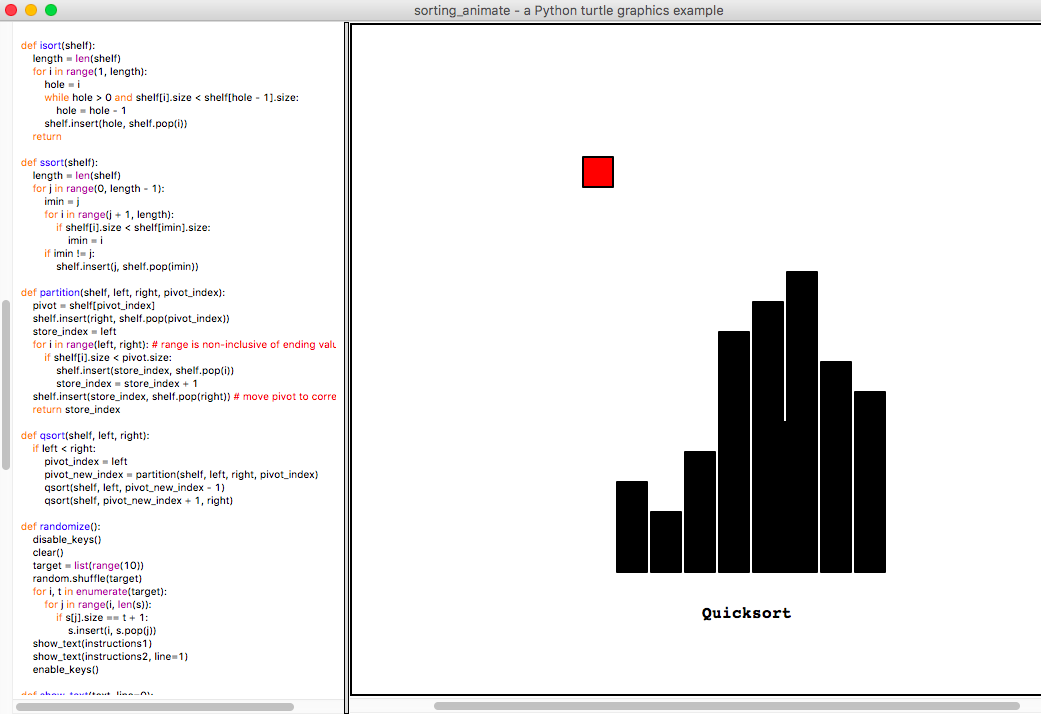 sorting_animate - a Python turtle graphics example
def isort(shelf):
    length = len(shelf)
    for i in range(1, length):
        hole = i
        while hole > 0 and shelf[i].size < shelf[hole - 1].size:
            hole = hole - 1
        shelf.insert(hole, shelf.pop(i))
    return
def ssort(shelf):
    length = len(shelf)
    for j in range(0, length - 1):
        imin = j
        for i in range(j + 1, length):
            if shelf[i].size < shelf[imin].size:
                imin = i
        if imin != j:
            shelf.insert(j, shelf.pop(imin))
def partition(shelf, left, right, pivot_index):
    pivot = shelf[pivot_index]
    shelf.insert(right, shelf.pop(pivot_index))
    store_index = left
    for i in range(left, right): # range is non-inclusive of ending valu
        if shelf[i].size < pivot.size:
            shelf.insert(store_index, shelf.pop(i))
            store_index = store_index + 1
    shelf.insert(store_index, shelf.pop(right)) # move pivot to corre
    return store_index
def qsort(shelf, left, right):
    if left < right:
        pivot_index = left
        pivot_new_index = partition(shelf, left, right, pivot_index)
        qsort(shelf, left, pivot_new_index - 1)
        qsort(shelf, pivot_new_index + 1, right)
def randomize():
    disable_keys()
    clear()
    target = list(range(10))
    random.shuffle(target)
    for i, t in enumerate(target):
        for j in range(i, len(s)):
            if s[j].size == t + 1:
                s.insert(i, s.pop(j))
    show_text(instructions1)
    show_text(instructions2, line=1)
    enable_keys()
def show_text(text, line=0):
Quicksort